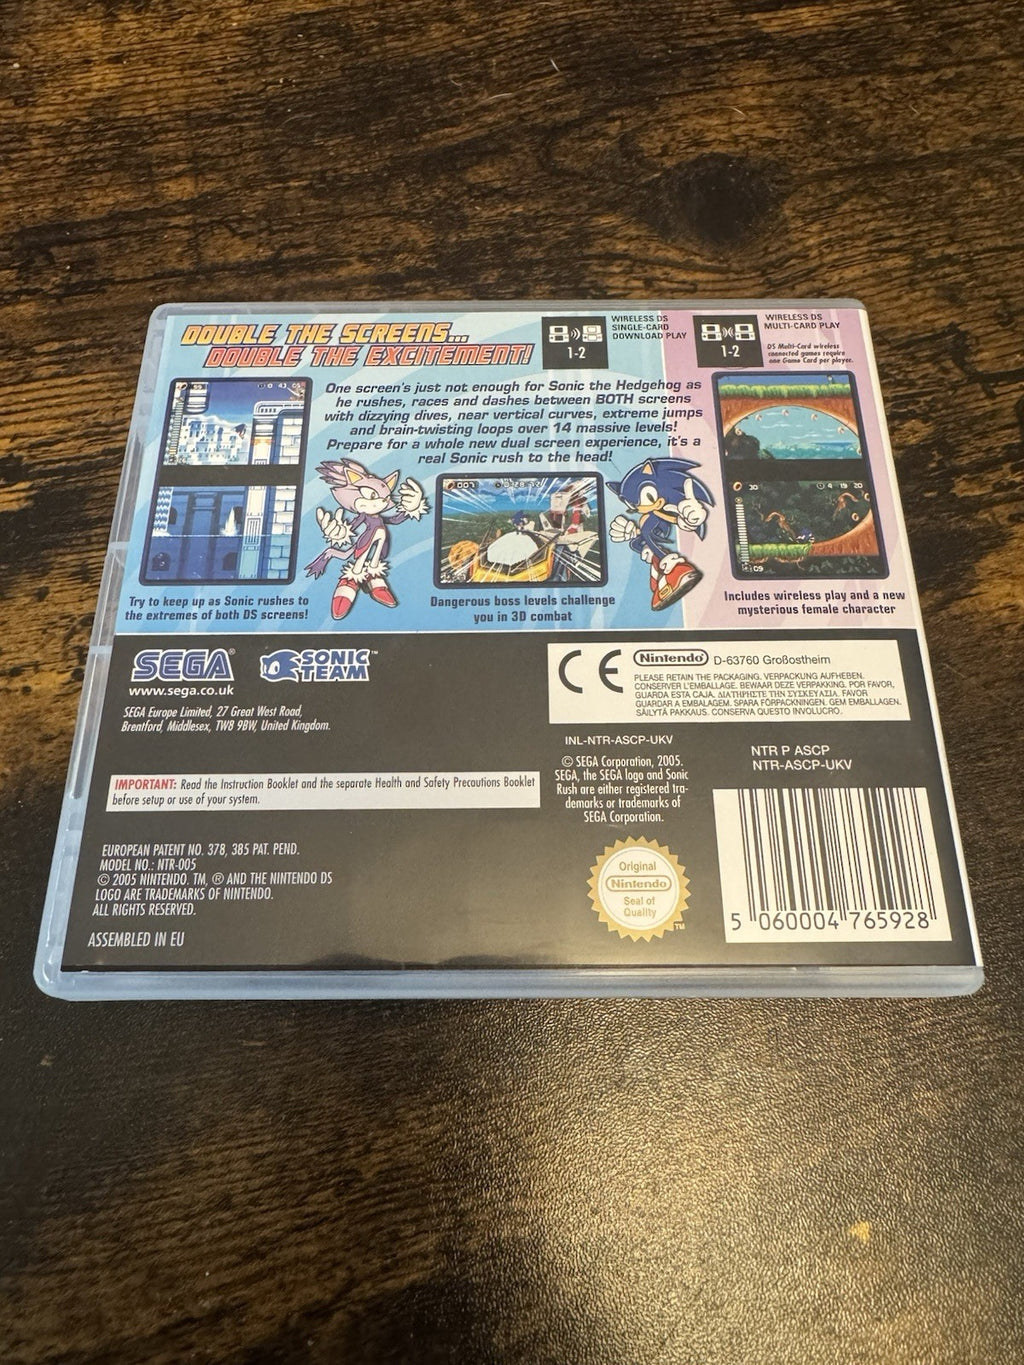 DOUBLE THE SCREENS...
DOUBLE THE EXCITEMENT!
1-2
WIRELESS DS
SINGLE-CARD
DOWNLOAD PLAY
1-2
WIRELESS DS
MULTI-CARD PLAY
DS Multi-Card wireless
connected games require
one Game Card per player.
One screen's just not enough for Sonic the Hedgehog as
he rushes, races and dashes between BOTH screens
with dizzying dives, near vertical curves, extreme jumps
and brain-twisting loops over 14 massive levels!
Prepare for a whole new dual screen experience, it's a
real Sonic rush to the head!
Try to keep up as Sonic rushes to
the extremes of both DS screens!
Dangerous boss levels challenge
you in 3D combat
Includes wireless play and a new
mysterious female character
SEGA®
www.sega.co.uk
SONIC
TEAM™
SEGA Europe Limited, 27 Great West Road,
Brentford, Middlesex, TW8 9BW, United Kingdom.
CE
Nintendo® D-63760 Großostheim
PLEASE RETAIN THE PACKAGING. VERPACKUNG AUFHEBEN.
CONSERVER L'EMBALLAGE. BEWAAR DEZE VERPAKKING. POR FAVOR,
GUARDA ESTA CAJA. ΔΙΑΤΗΡΗΣΤΕ ΤΗΝ ΣΥΣΚΕΥΑΣΙΑ. FAVOR
GUARDAR A EMBALAGEM. SPARA FÖRPACKNINGEN. GEM EMBALLAGEN.
SÄILYTÄ PAKKAUS. CONSERVA QUESTO INVOLUCRO.
INL-NTR-ASCP-UKV
© SEGA Corporation, 2005.
SEGA, the SEGA logo and Sonic
Rush are either registered tra-
demarks or trademarks of
SEGA Corporation.
NTR P ASCP
NTR-ASCP-UKV
IMPORTANT: Read the Instruction Booklet and the separate Health and Safety Precautions Booklet
before setup or use of your system.
EUROPEAN PATENT NO. 378, 385 PAT. PEND.
MODEL NO.: NTR-005
© 2005 NINTENDO. TM, ® AND THE NINTENDO DS
LOGO ARE TRADEMARKS OF NINTENDO.
ALL RIGHTS RESERVED.
ASSEMBLED IN EU
Original
Nintendo
Seal of
Quality
TM
5 060004 765928